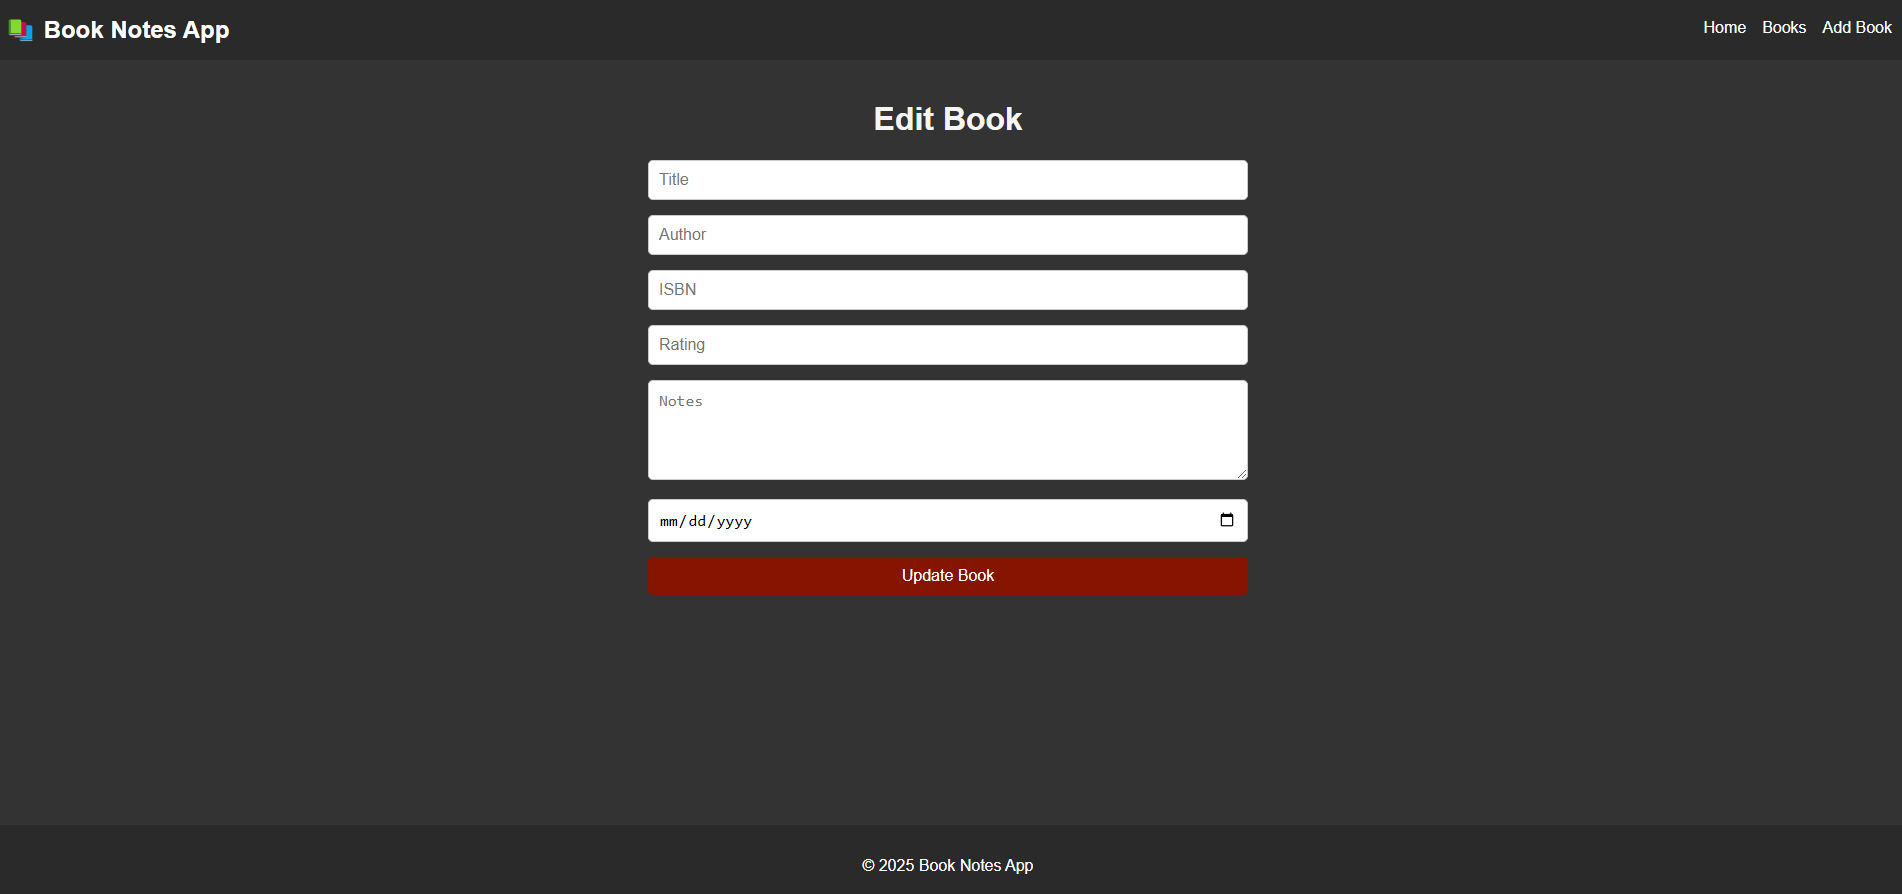 Book Notes App
Home Books Add Book
Edit Book
Title
Author
ISBN
Rating
Notes
mm/dd/yyyy
Update Book
© 2025 Book Notes App